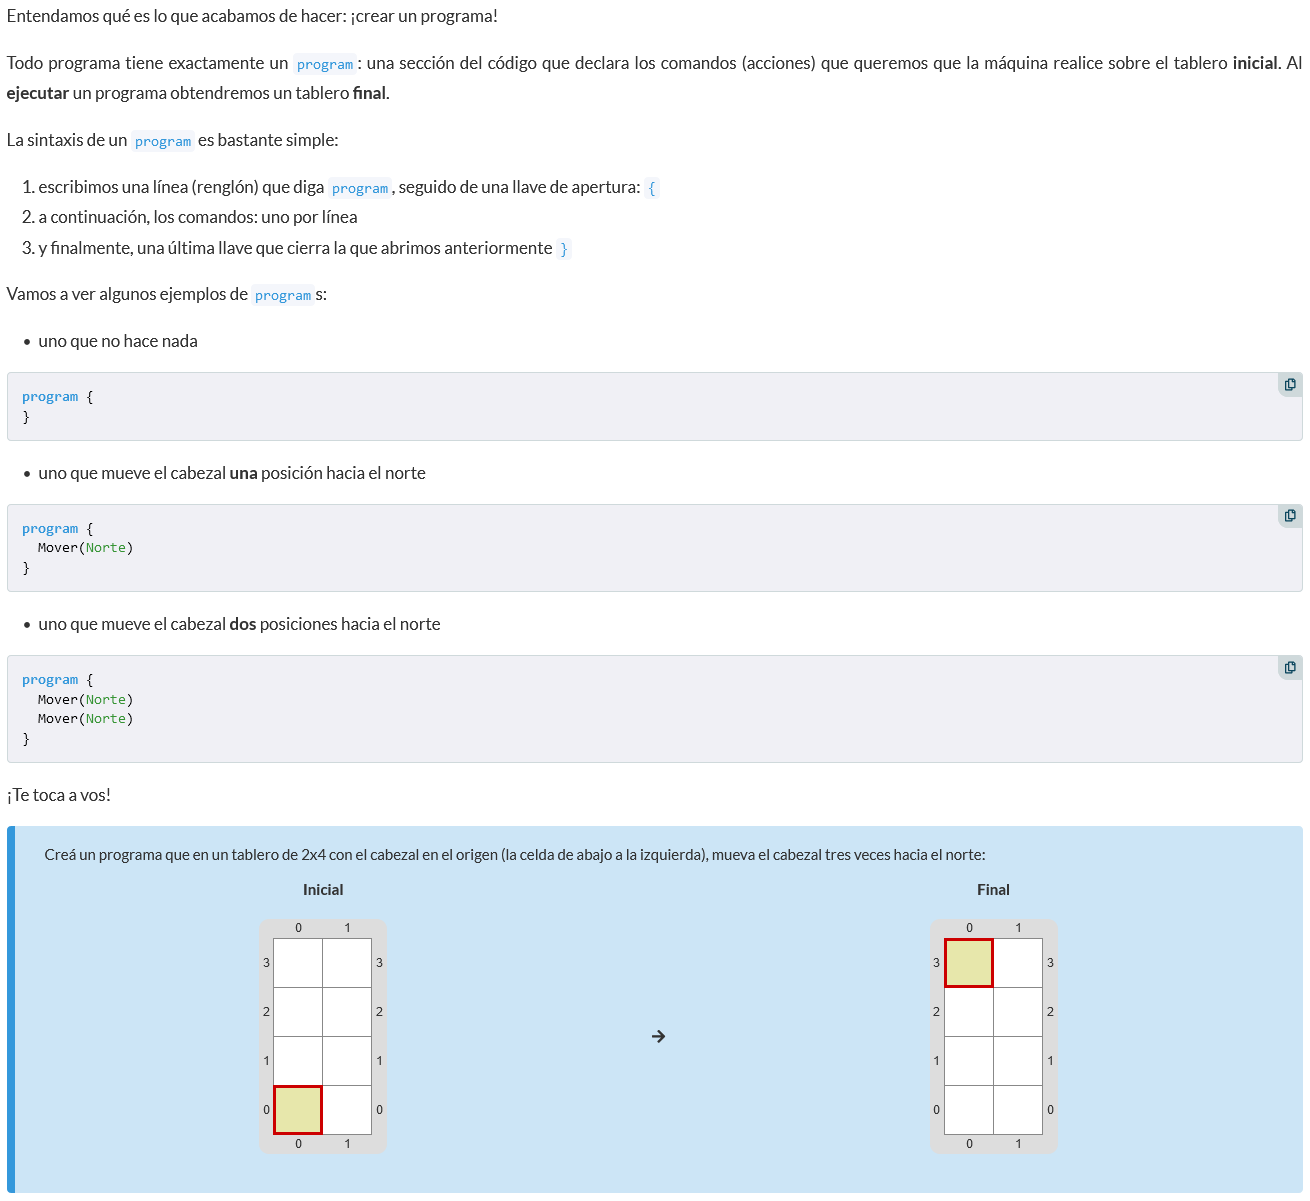 Entendamos qué es lo que acabamos de hacer: ¡crear un programa!
Todo programa tiene exactamente un program: una sección del código que declara los comandos (acciones) que queremos que la máquina realice sobre el tablero inicial. Al
ejecutar un programa obtendremos un tablero final.
La sintaxis de un program es bastante simple:
1. escribimos una línea (renglón) que diga program, seguido de una llave de apertura: {
2. a continuación, los comandos: uno por línea
3. y finalmente, una última llave que cierra la que abrimos anteriormente }
Vamos a ver algunos ejemplos de programs:
• uno que no hace nada
program {
}
• uno que mueve el cabezal una posición hacia el norte
program {
Mover(Norte)
}
• uno que mueve el cabezal dos posiciones hacia el norte
program {
Mover(Norte)
Mover(Norte)
}
¡Te toca a vos!
Creá un programa que en un tablero de 2x4 con el cabezal en el origen (la celda de abajo a la izquierda), mueva el cabezal tres veces hacia el norte:
Inicial
0 1
3 3
2 2
1 1
0 0
0 1
→
Final
0 1
3 3
2 2
1 1
0 0
0 1